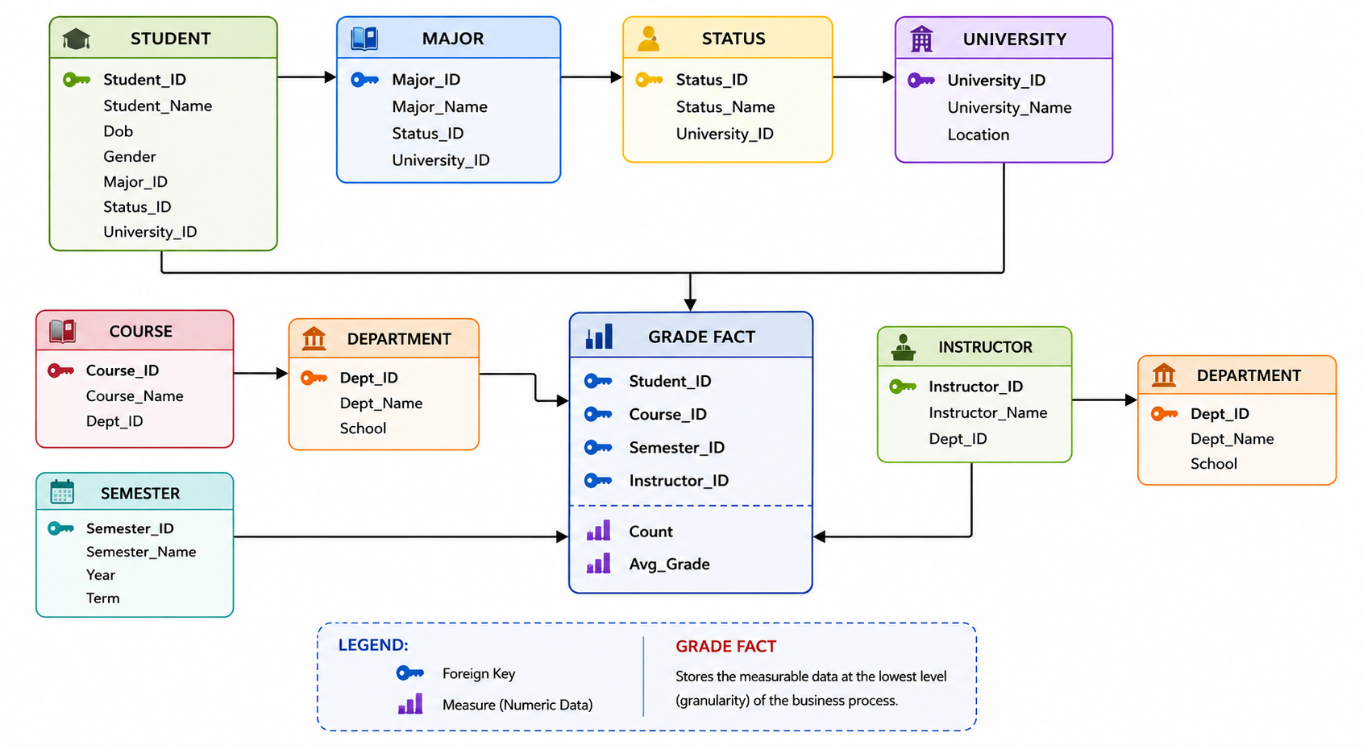 STUDENT
Student_ID
Student_Name
Dob
Gender
Major_ID
Status_ID
University_ID
MAJOR
Major_ID
Major_Name
Status_ID
University_ID
STATUS
Status_ID
Status_Name
University_ID
UNIVERSITY
University_ID
University_Name
Location
COURSE
Course_ID
Course_Name
Dept_ID
DEPARTMENT
Dept_ID
Dept_Name
School
GRADE FACT
Student_ID
Course_ID
Semester_ID
Instructor_ID
Count
Avg_Grade
INSTRUCTOR
Instructor_ID
Instructor_Name
Dept_ID
DEPARTMENT
Dept_ID
Dept_Name
School
SEMESTER
Semester_ID
Semester_Name
Year
Term
LEGEND:
Foreign Key
Measure (Numeric Data)
GRADE FACT
Stores the measurable data at the lowest level
(granularity) of the business process.